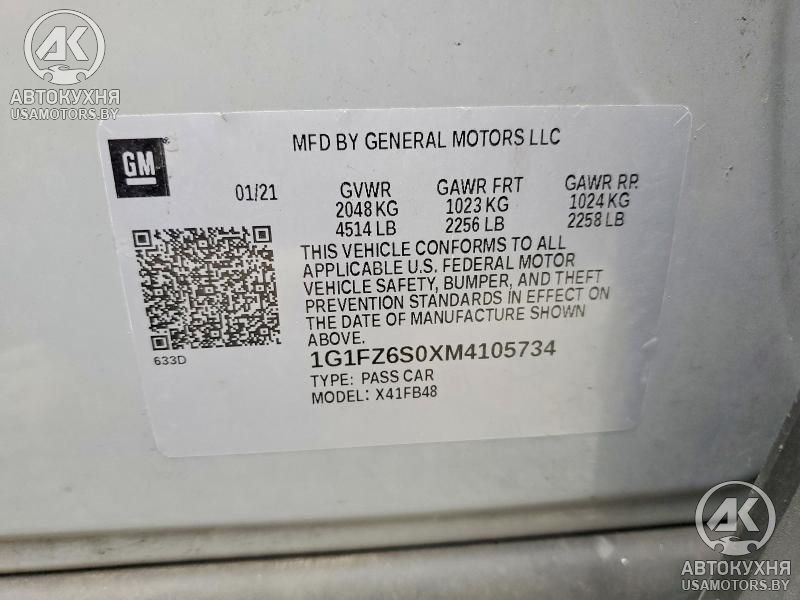 АВТОКУХНЯ
USAMOTORS.BY
GM
MFD BY GENERAL MOTORS LLC
01/21
GVWR GAWR FRT GAWR RR
2048 KG 1023 KG 1024 KG
4514 LB 2256 LB 2258 LB
THIS VEHICLE CONFORMS TO ALL
APPLICABLE U.S. FEDERAL MOTOR
VEHICLE SAFETY, BUMPER, AND THEFT
PREVENTION STANDARDS IN EFFECT ON
THE DATE OF MANUFACTURE SHOWN
ABOVE.
633D
1G1FZ6S0XM4105734
TYPE: PASS CAR
MODEL: X41FB48
АВТОКУХНЯ
USAMOTORS.BY